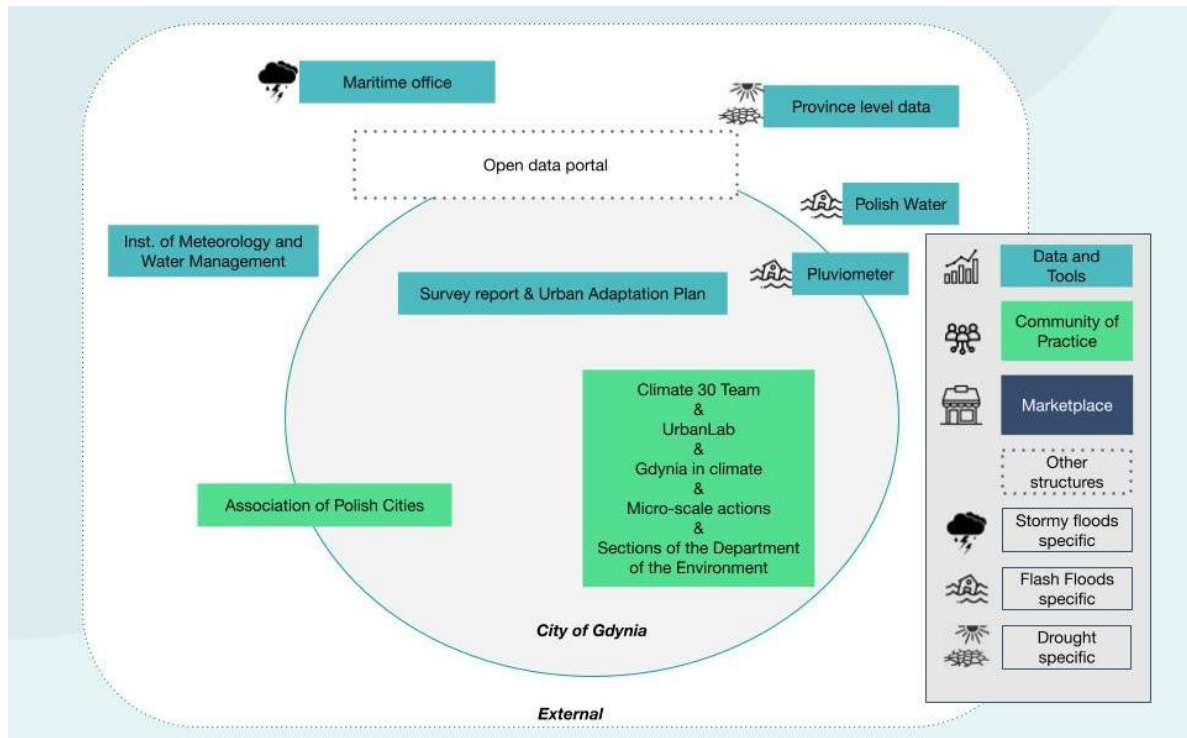 Maritime office
Province level data
Open data portal
Polish Water
Inst. of Meteorology and
Water Management
Pluviometer
Survey report & Urban Adaptation Plan
Climate 30 Team
&
UrbanLab
&
Gdynia in climate
&
Micro-scale actions
&
Sections of the Department
of the Environment
Association of Polish Cities
City of Gdynia
External
Data and
Tools
Community of
Practice
Marketplace
Other
structures
Stormy floods
specific
Flash Floods
specific
Drought
specific